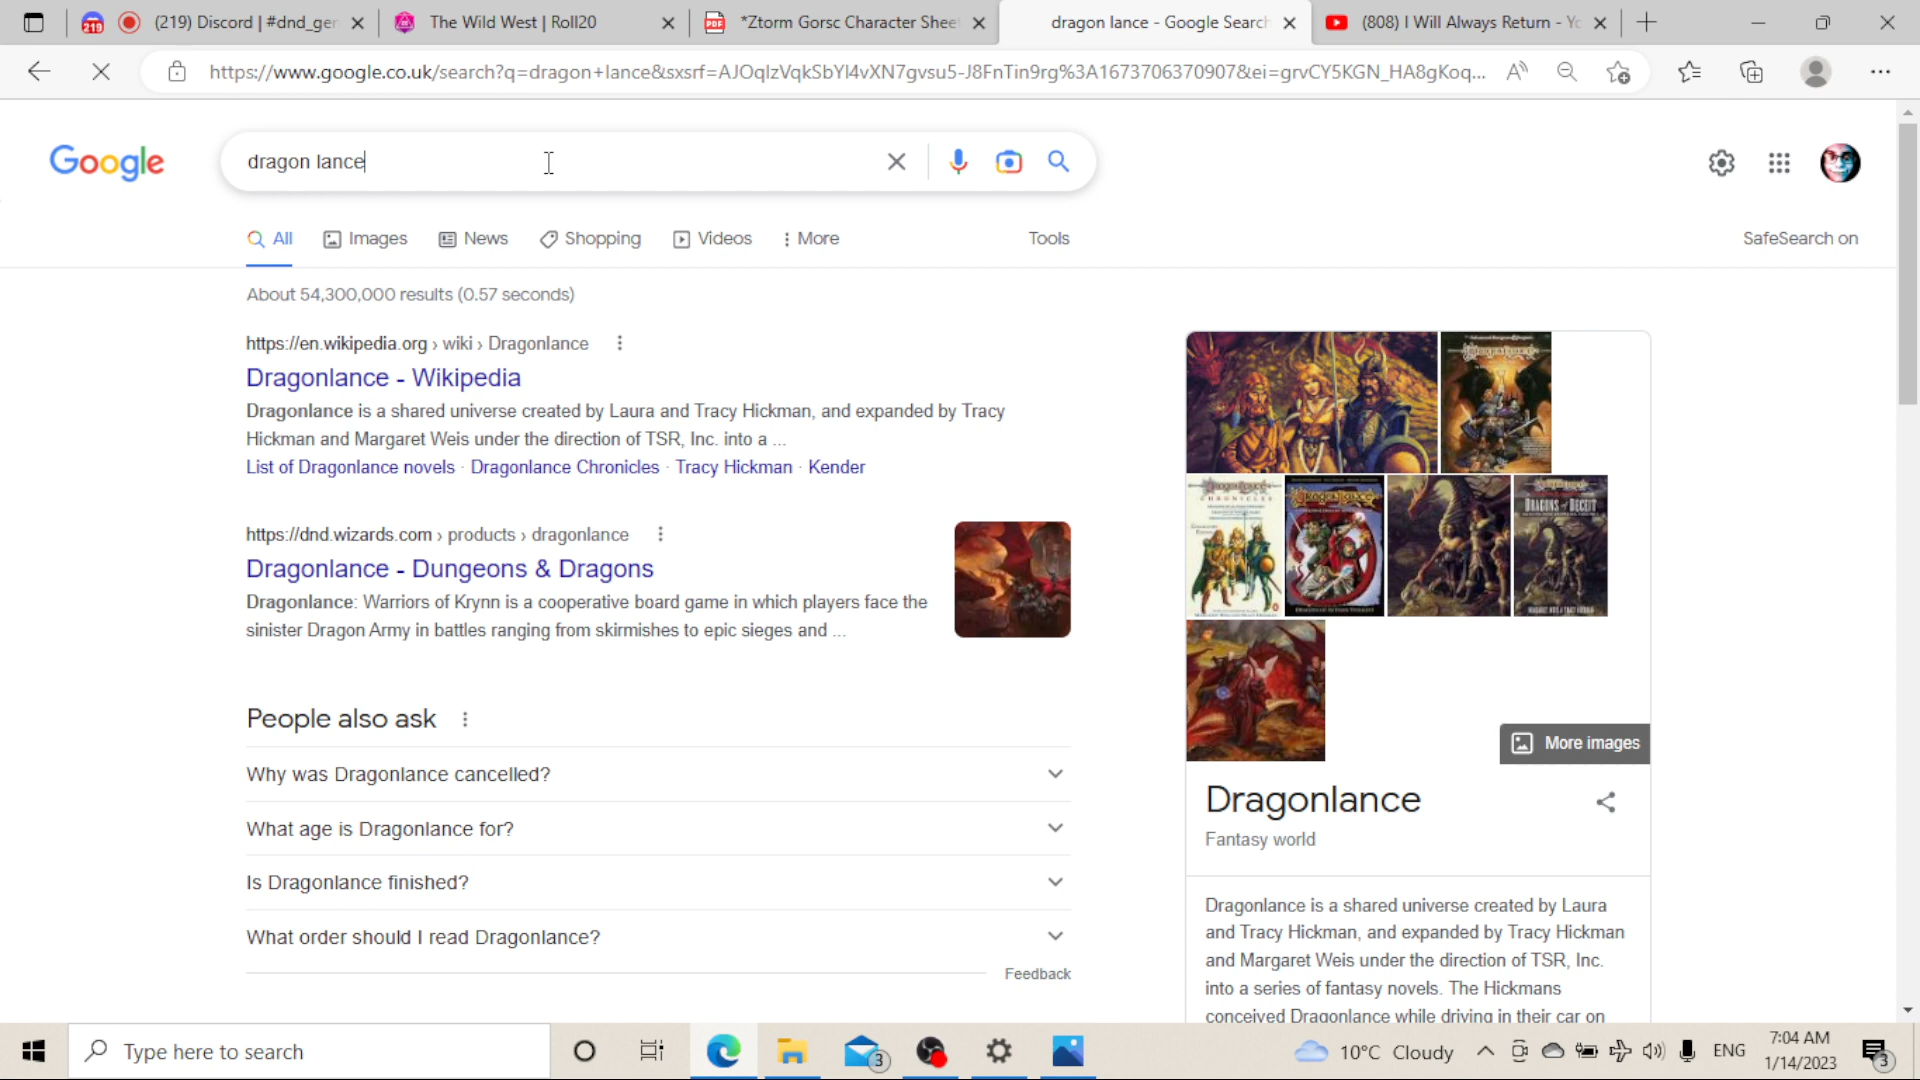 219 (219) Discord | #dnd_ger
The Wild West | Roll20
*Ztorm Gorsc Character Shee
dragon lance - Google Search
(808) I Will Always Return - Yo
https://www.google.co.uk/search?q=dragon+lance&sxsrf=AJOqlzVqkSbYl4vXN7gvsu5-J8FnTin9rg%3A1673706370907&ei=grvCY5KGN_HA8gKoq...
Google
dragon lance
All Images News Shopping Videos More Tools
SafeSearch on
About 54,300,000 results (0.57 seconds)
https://en.wikipedia.org › wiki › Dragonlance
Dragonlance - Wikipedia
Dragonlance is a shared universe created by Laura and Tracy Hickman, and expanded by Tracy
Hickman and Margaret Weis under the direction of TSR, Inc. into a ...
List of Dragonlance novels · Dragonlance Chronicles · Tracy Hickman · Kender
https://dnd.wizards.com › products › dragonlance
Dragonlance - Dungeons & Dragons
Dragonlance: Warriors of Krynn is a cooperative board game in which players face the
sinister Dragon Army in battles ranging from skirmishes to epic sieges and ...
People also ask
Why was Dragonlance cancelled?
What age is Dragonlance for?
Is Dragonlance finished?
What order should I read Dragonlance?
Feedback
CHRONICLES
DRAGONS of DECEIT
More images
Dragonlance
Fantasy world
Dragonlance is a shared universe created by Laura
and Tracy Hickman, and expanded by Tracy Hickman
and Margaret Weis under the direction of TSR, Inc.
into a series of fantasy novels. The Hickmans
conceived Dragonlance while driving in their car on
Type here to search
3
10°C Cloudy
ENG
7:04 AM
1/14/2023
3